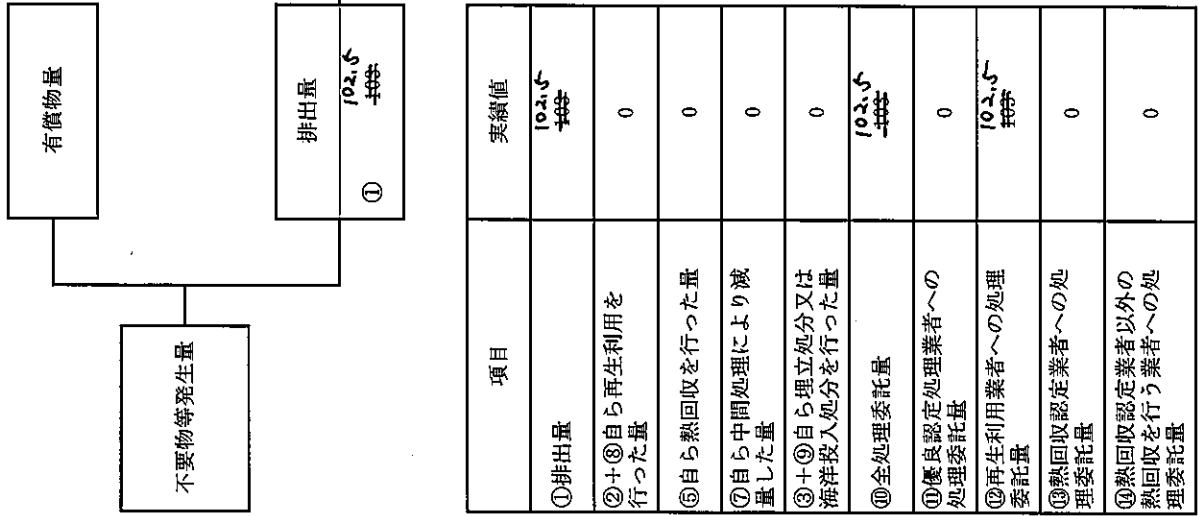 不要物等発生量
有償物量
排出量
①
102.5
103
項目
実績値
①排出量
102.5
103
②+⑧自ら再生利用を
行った量
0
⑤自ら熱回収を行った量
0
⑦自ら中間処理により減
量した量
0
③+⑨自ら埋立処分又は
海洋投入処分を行った量
0
⑩全処理委託量
102.5
103
⑪優良認定処理業者への
処理委託量
0
⑫再生利用業者への処理
委託量
102.5
103
⑬熱回収認定業者への処
理委託量
0
⑭熱回収認定業者以外の
熱回収を行う業者への処
理委託量
0